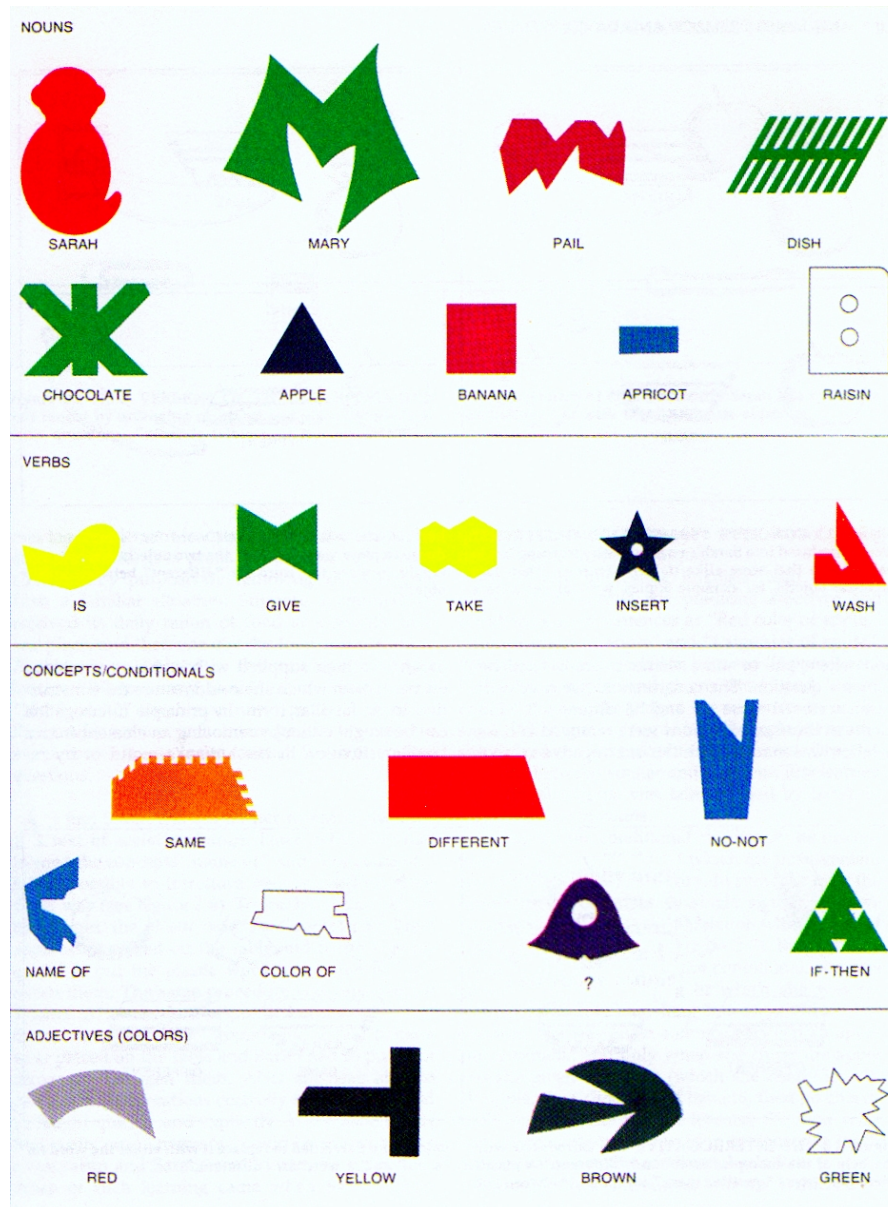 NOUNS
SARAH MARY PAIL DISH
CHOCOLATE APPLE BANANA APRICOT RAISIN
VERBS
IS GIVE TAKE INSERT WASH
CONCEPTS/CONDITIONALS
SAME DIFFERENT NO-NOT
NAME OF COLOR OF ? IF-THEN
ADJECTIVES (COLORS)
RED YELLOW BROWN GREEN